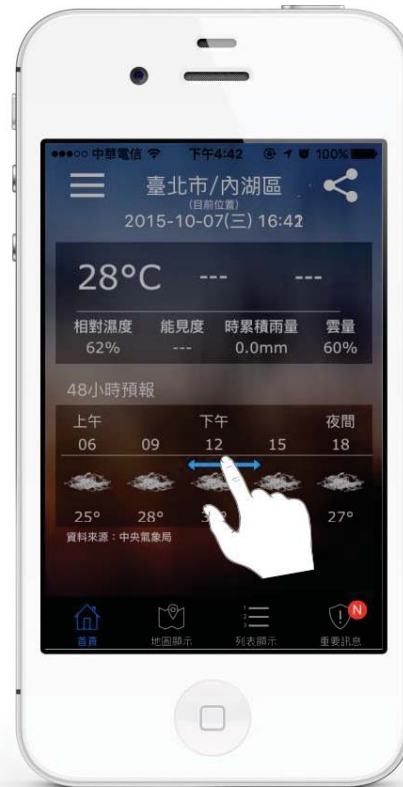 中華電信 下午4:42 100%
臺北市/內湖區
(目前位置)
2015-10-07(三) 16:42
28°C --- ---
相對濕度 能見度 時累積雨量 雲量
62% --- 0.0mm 60%
48小時預報
上午 下午 夜間
06 09 12 15 18
25° 28° 27°
資料來源：中央氣象局
1
2
3
N
首頁 地圖顯示 列表顯示 重要訊息